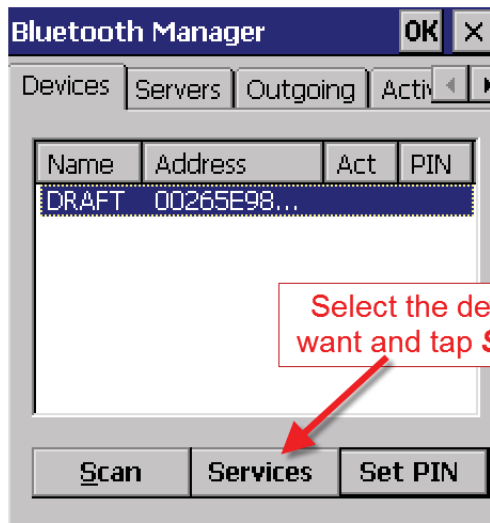 Bluetooth Manager OK ×
Devices Servers Outgoing Activ
Name Address Act PIN
DRAFT 00265E98...
Select the de
want and tap S
Scan Services Set PIN